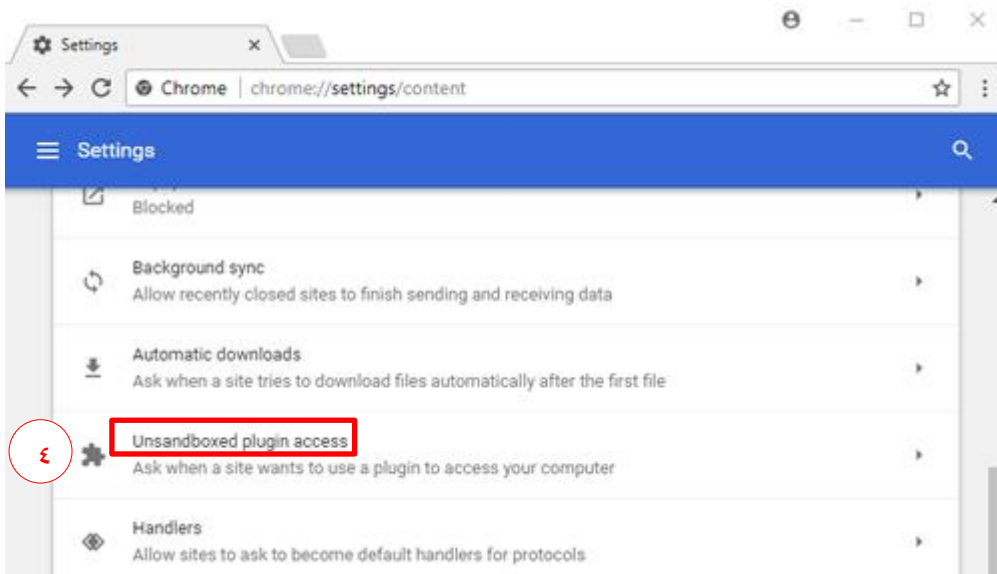 Settings
Chrome | chrome://settings/content
Settings
Blocked
Background sync
Allow recently closed sites to finish sending and receiving data
Automatic downloads
Ask when a site tries to download files automatically after the first file
٤
Unsandboxed plugin access
Ask when a site wants to use a plugin to access your computer
Handlers
Allow sites to ask to become default handlers for protocols